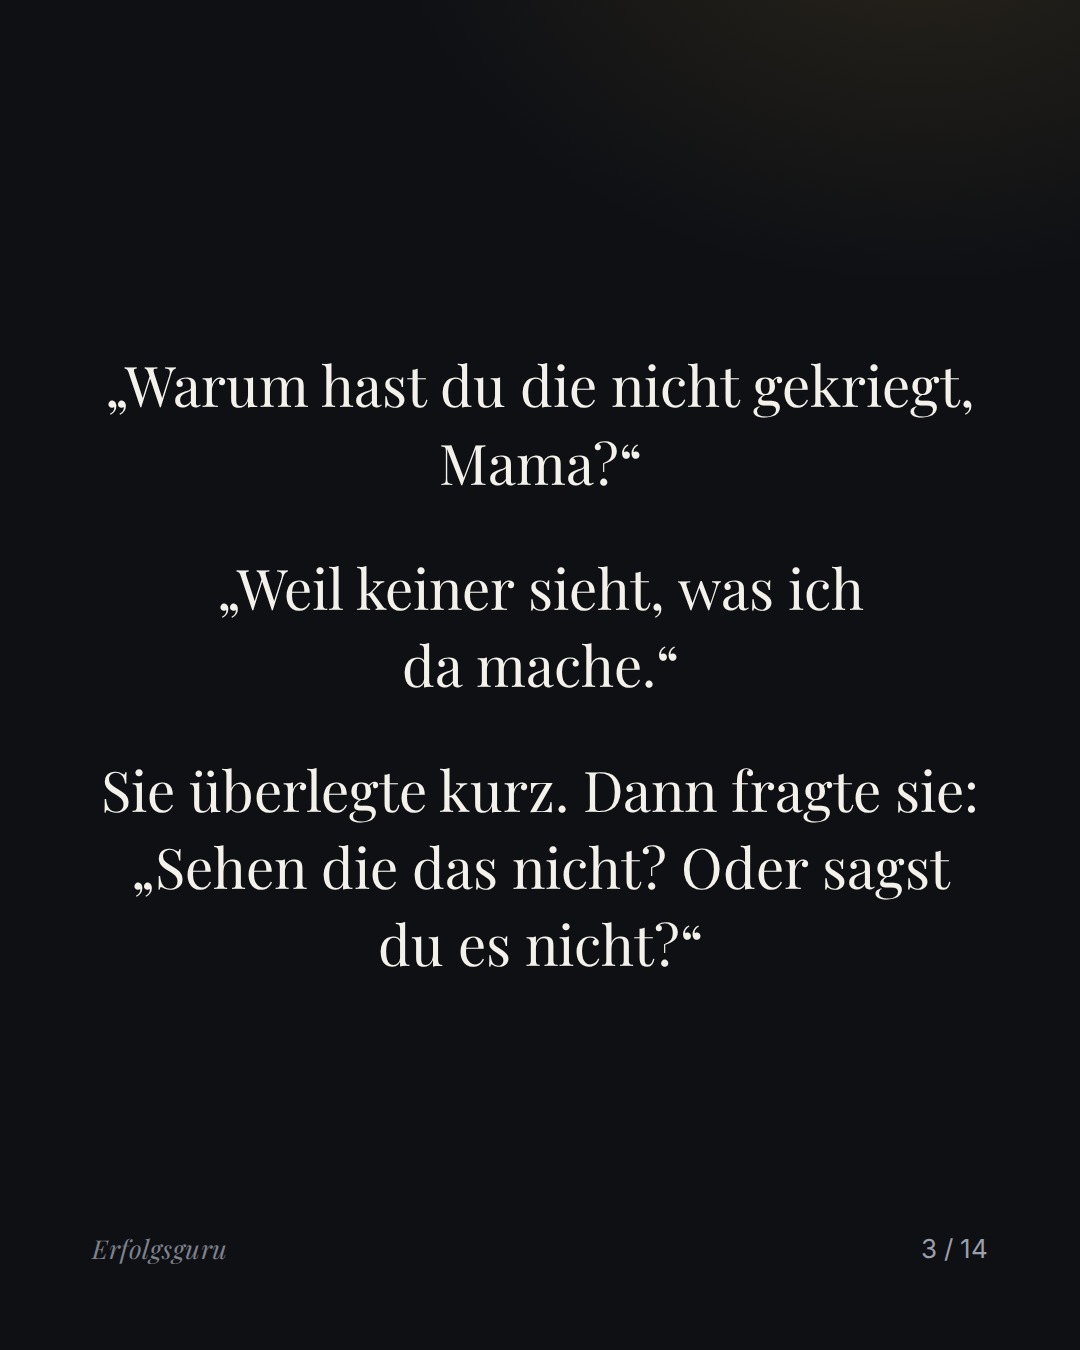 „Warum hast du die nicht gekriegt,
Mama?“
„Weil keiner sieht, was ich
da mache.“
Sie überlegte kurz. Dann fragte sie:
„Sehen die das nicht? Oder sagst
du es nicht?“
Erfolgsguru
3 / 14